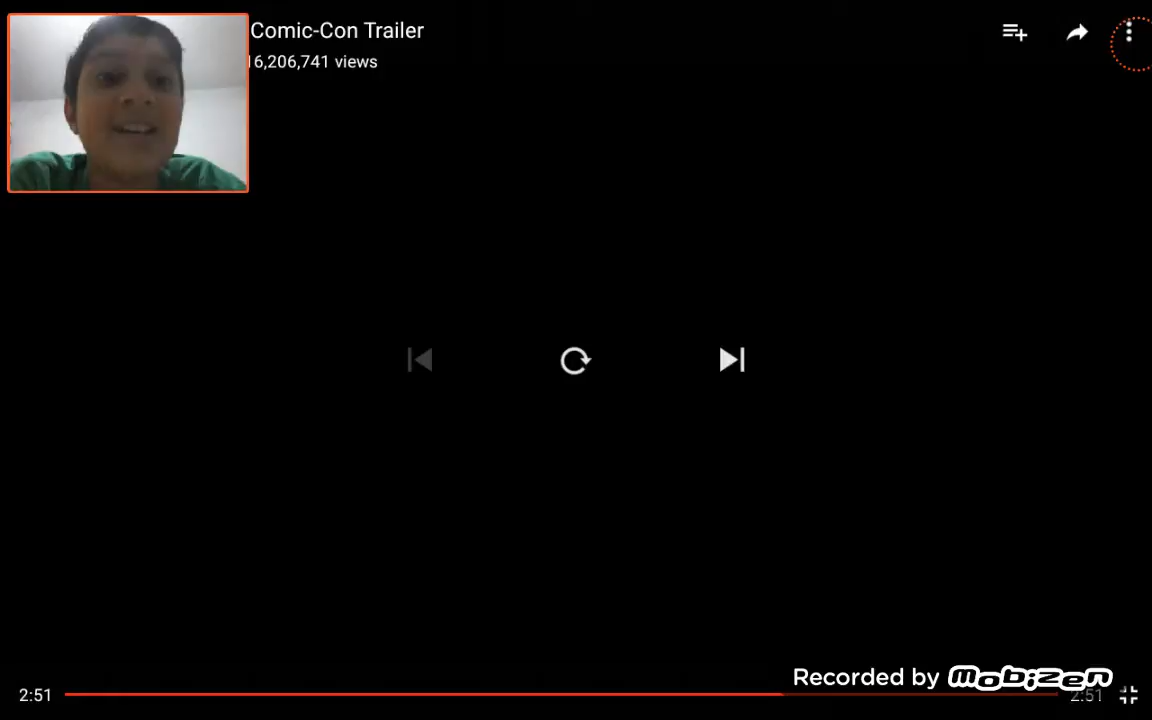 Comic-Con Trailer
16,206,741 views
Recorded by mobizen
2:51
2:51